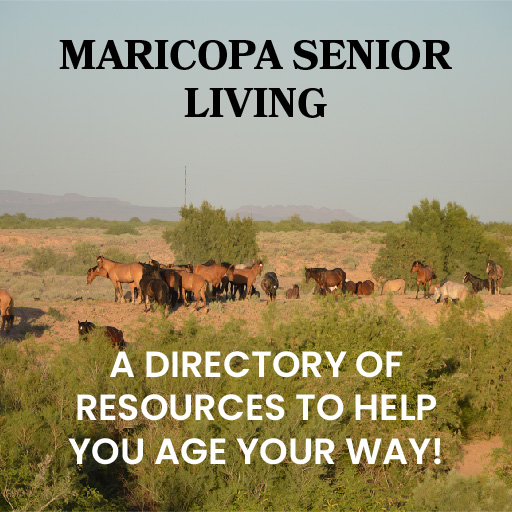 MARICOPA SENIOR
LIVING
A DIRECTORY OF
RESOURCES TO HELP
YOU AGE YOUR WAY!